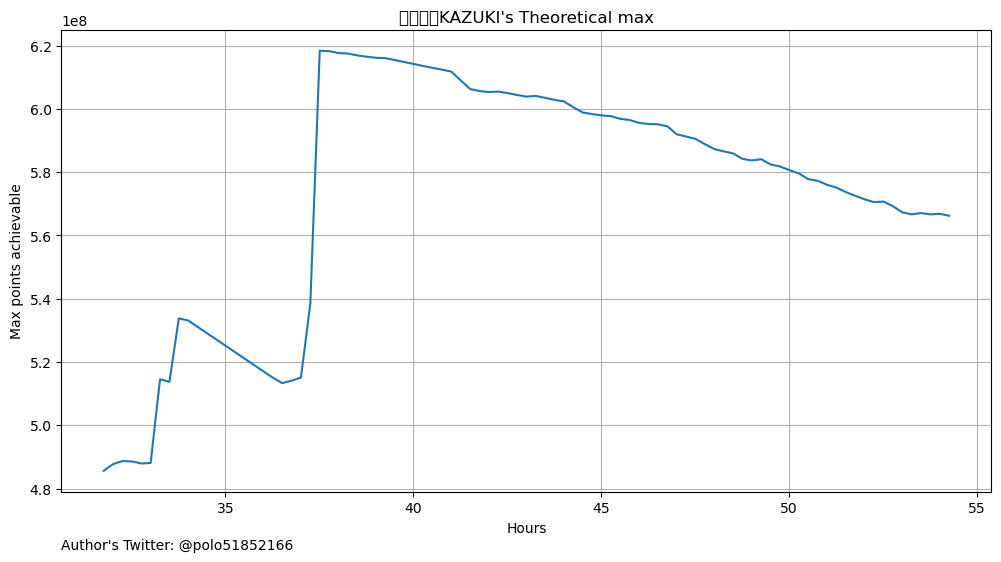 KAZUKI's Theoretical max
1e8
6.2
6.0
5.8
5.6
5.4
5.2
5.0
4.8
Max points achievable
35
40
45
50
55
Hours
Author's Twitter: @polo51852166